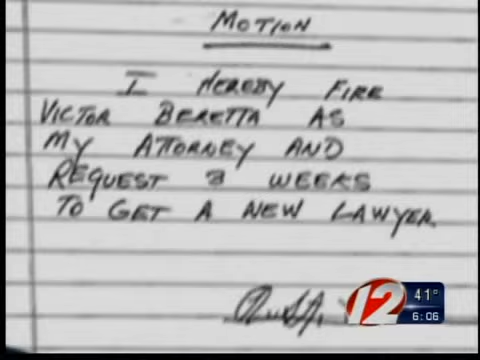 MOTION
I HEREBY FIRE
VICTOR BERETTA AS
MY ATTORNEY AND
REQUEST 3 WEEKS
TO GET A NEW LAWYER
12
41°
6:06